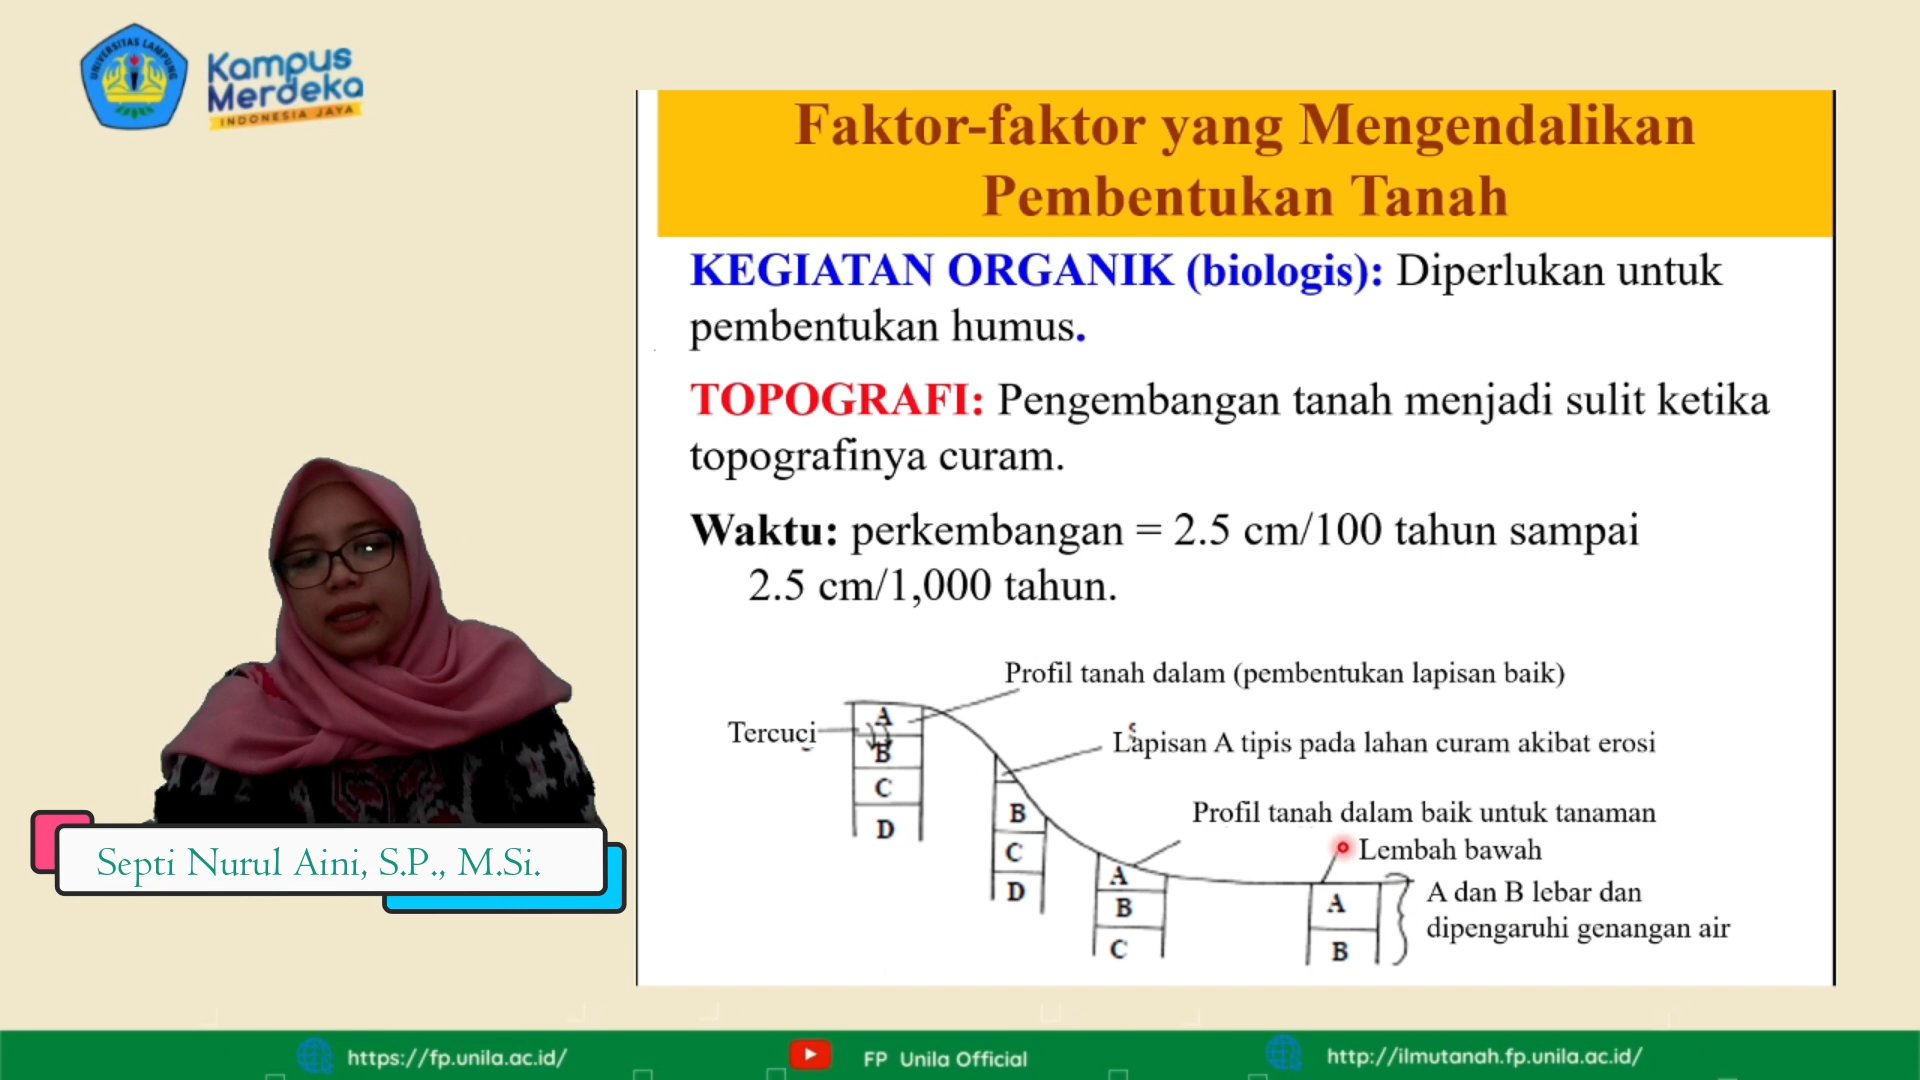 UNIVERSITAS LAMPUNG
Kampus
Merdeka
INDONESIA JAYA
Faktor-faktor yang Mengendalikan
Pembentukan Tanah
KEGIATAN ORGANIK (biologis): Diperlukan untuk
pembentukan humus.
TOPOGRAFI: Pengembangan tanah menjadi sulit ketika
topografinya curam.
Waktu: perkembangan = 2.5 cm/100 tahun sampai
2.5 cm/1,000 tahun.
Profil tanah dalam (pembentukan lapisan baik)
Tercuci
Lapisan A tipis pada lahan curam akibat erosi
Profil tanah dalam baik untuk tanaman
Lembah bawah
A dan B lebar dan
dipengaruhi genangan air
A
B
C
D
B
C
D
A
B
C
A
B
Septi Nurul Aini, S.P., M.Si.
https://fp.unila.ac.id/
FP Unila Official
http://ilmutanah.fp.unila.ac.id/